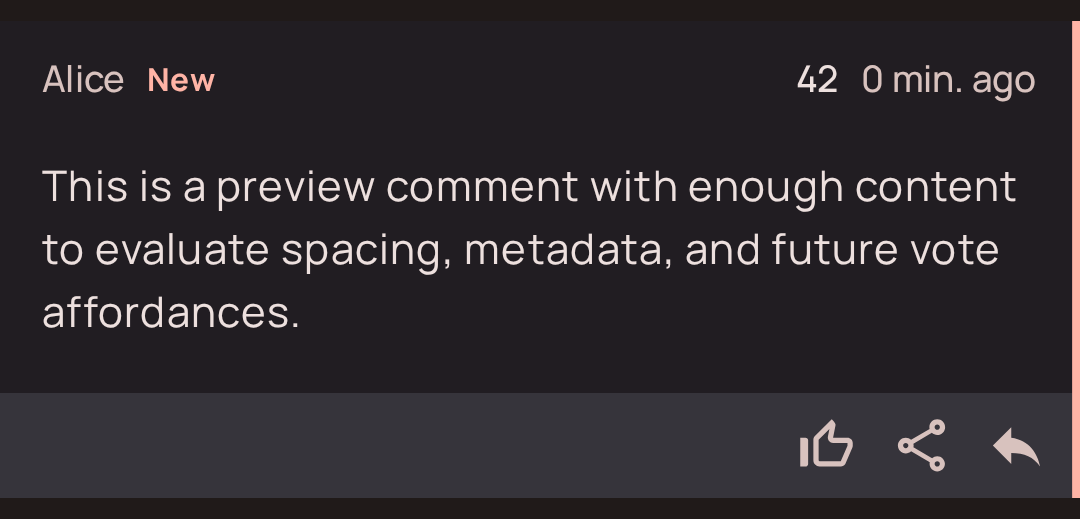 Alice New 42 0 min. ago
This is a preview comment with enough content
to evaluate spacing, metadata, and future vote
affordances.